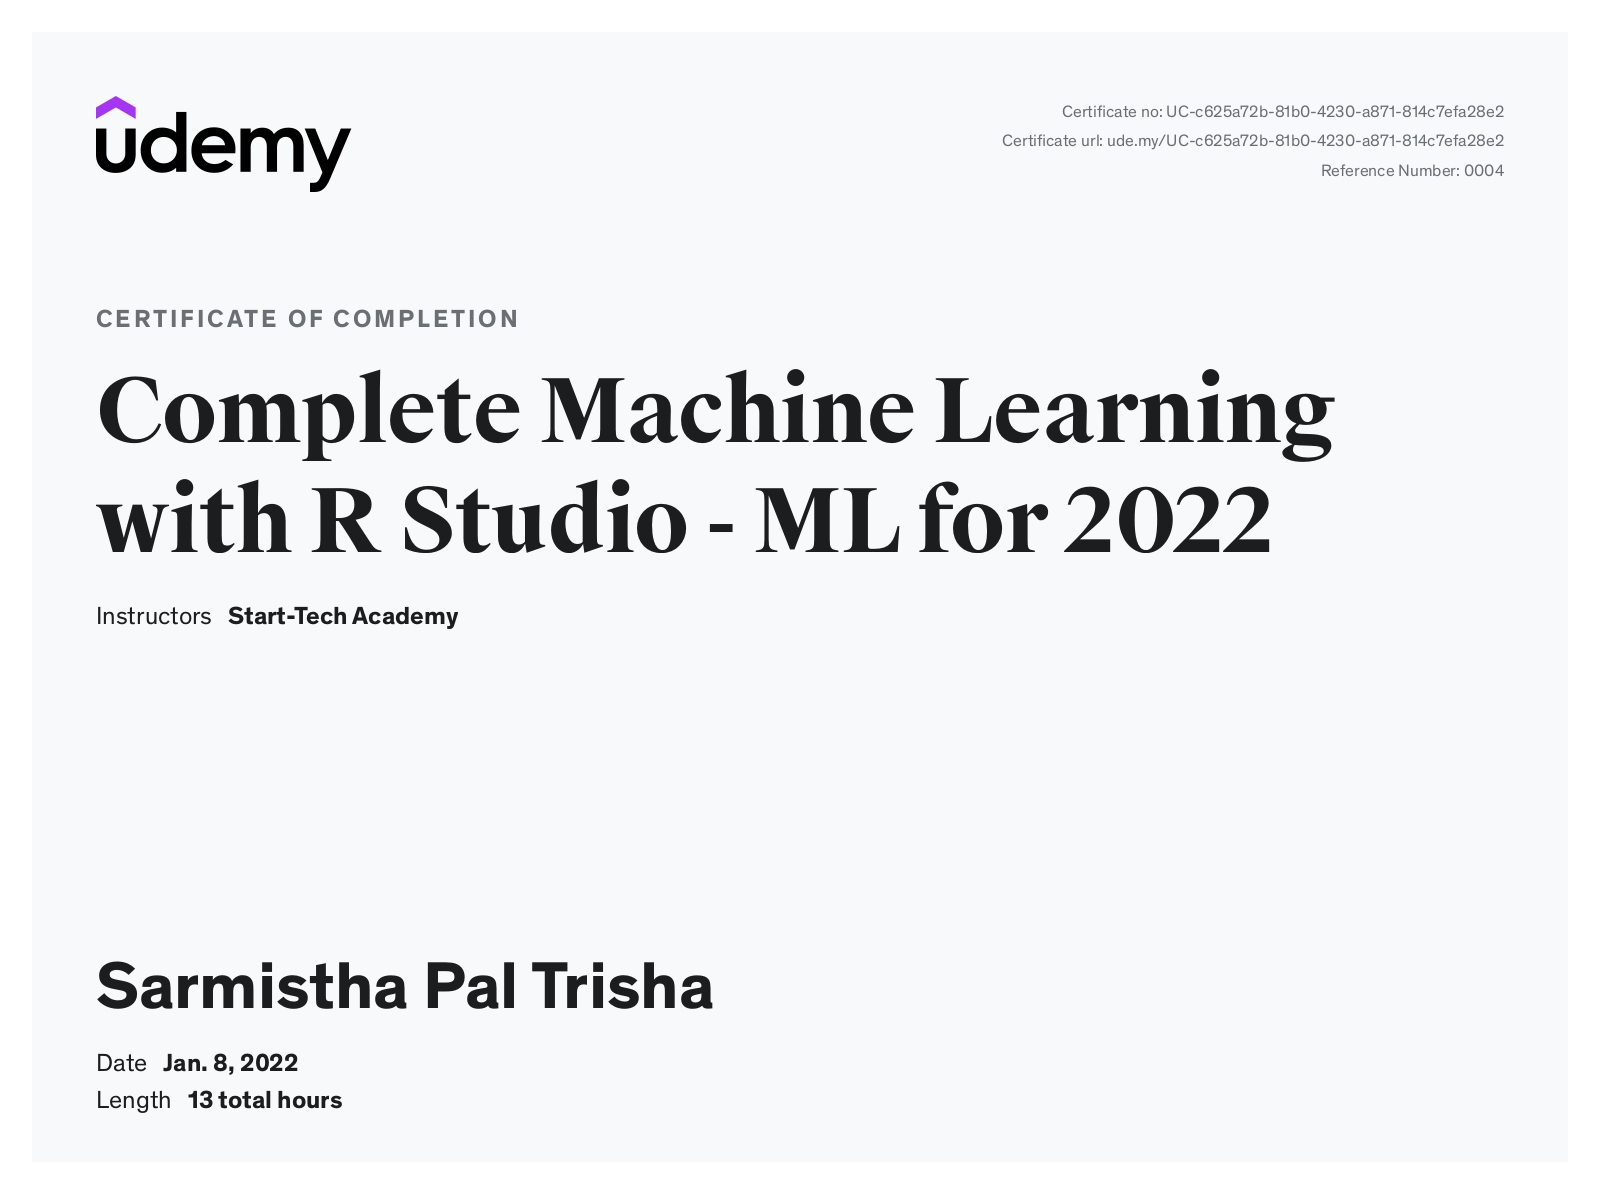 udemy
Certificate no: UC-c625a72b-81b0-4230-a871-814c7efa28e2
Certificate url: ude.my/UC-c625a72b-81b0-4230-a871-814c7efa28e2
Reference Number: 0004
CERTIFICATE OF COMPLETION
Complete Machine Learning
with R Studio - ML for 2022
Instructors Start-Tech Academy
Sarmistha Pal Trisha
Date Jan. 8, 2022
Length 13 total hours